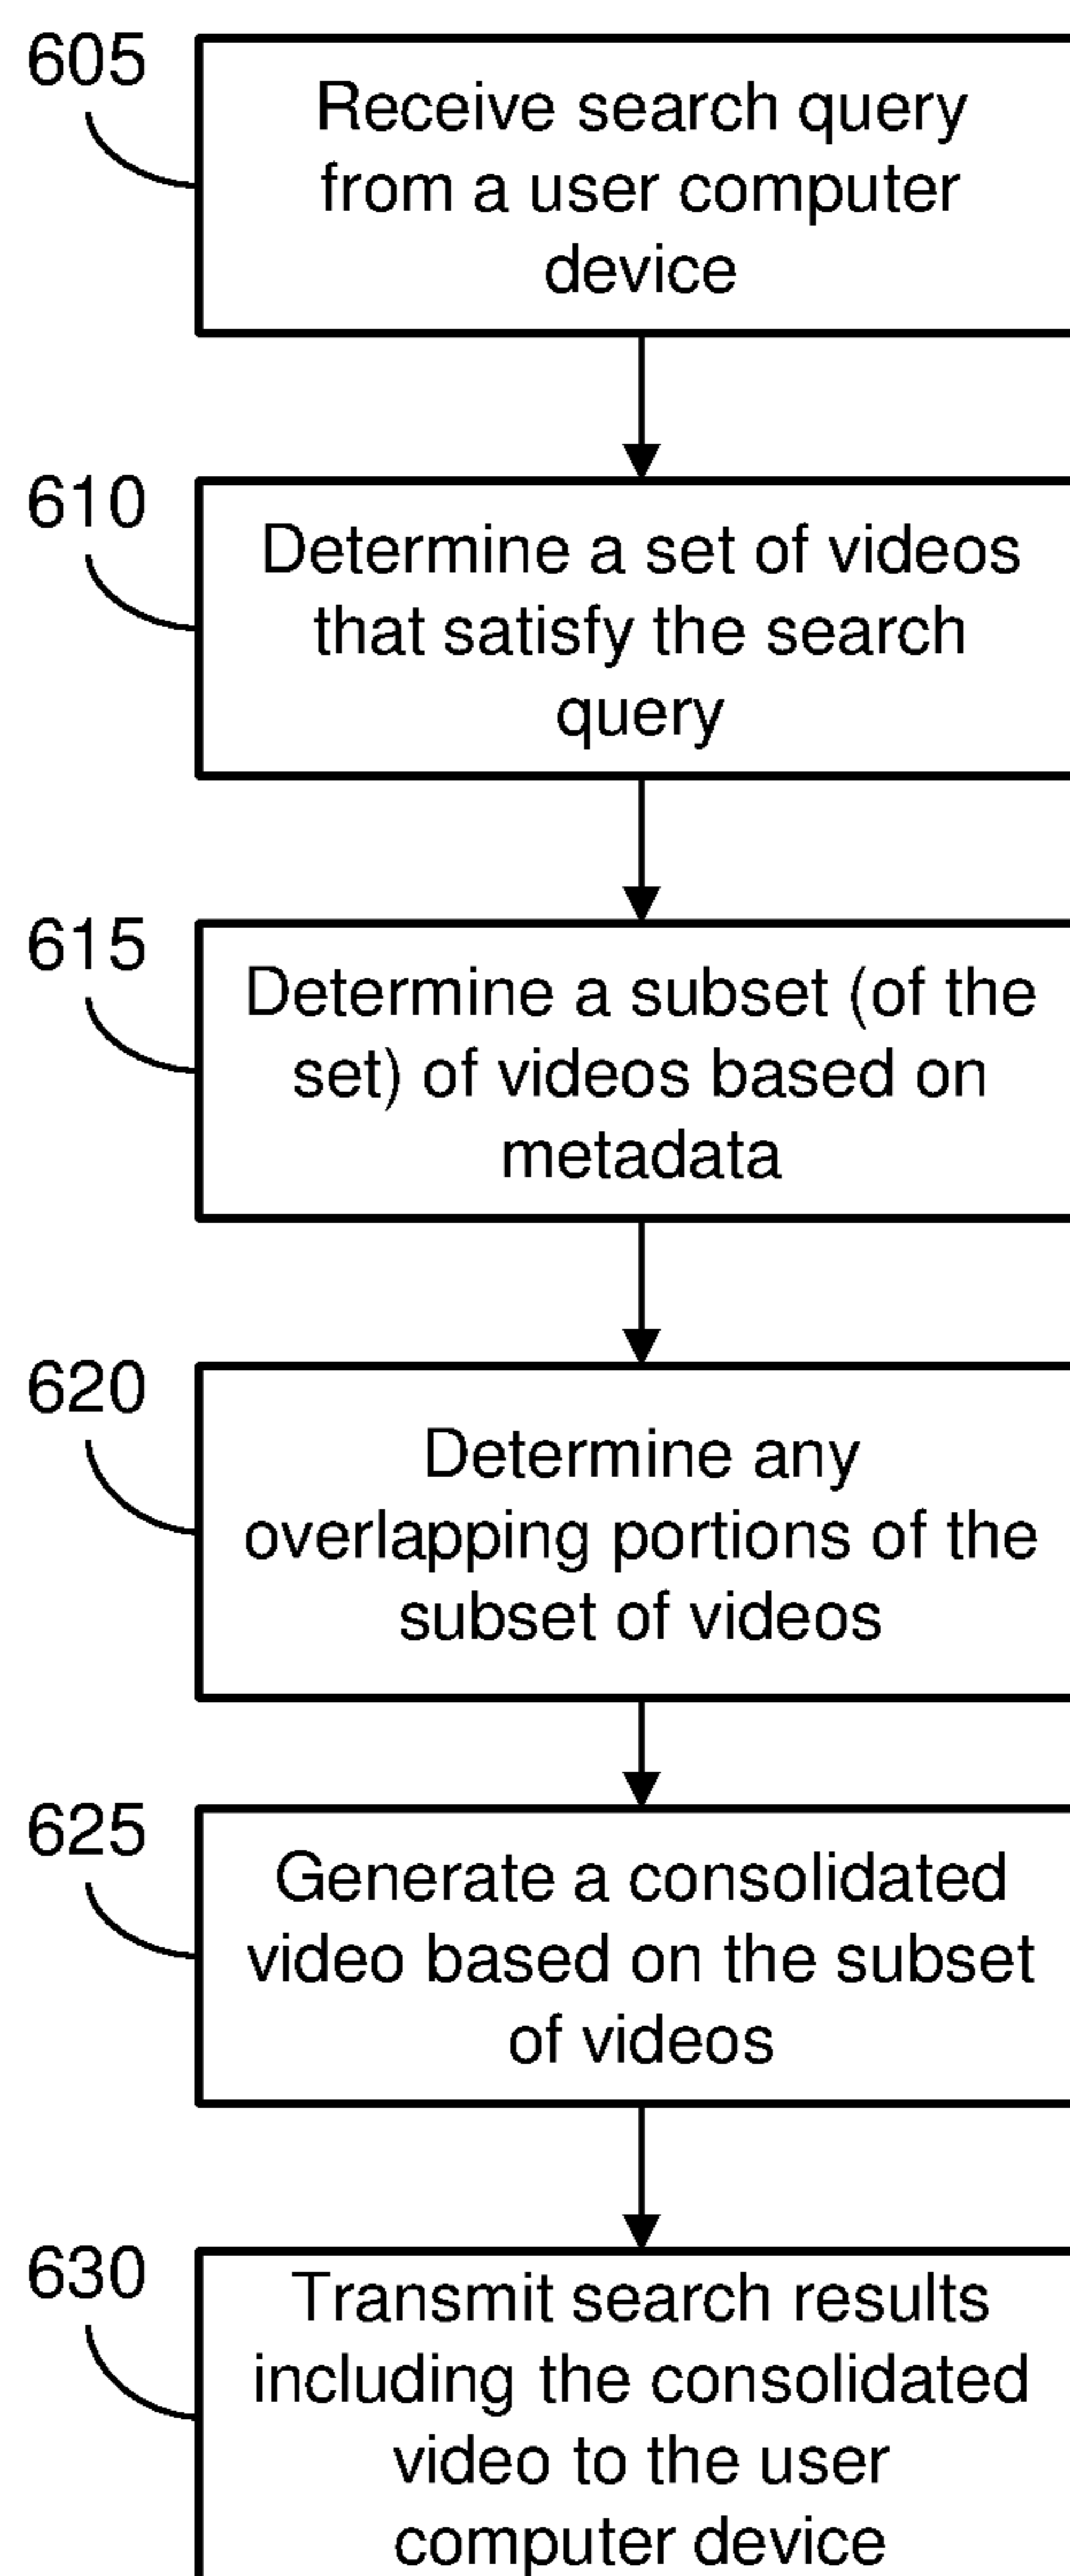 605
Receive search query
from a user computer
device
610
Determine a set of videos
that satisfy the search
query
615
Determine a subset (of the
set) of videos based on
metadata
620
Determine any
overlapping portions of the
subset of videos
625
Generate a consolidated
video based on the subset
of videos
630
Transmit search results
including the consolidated
video to the user
computer device